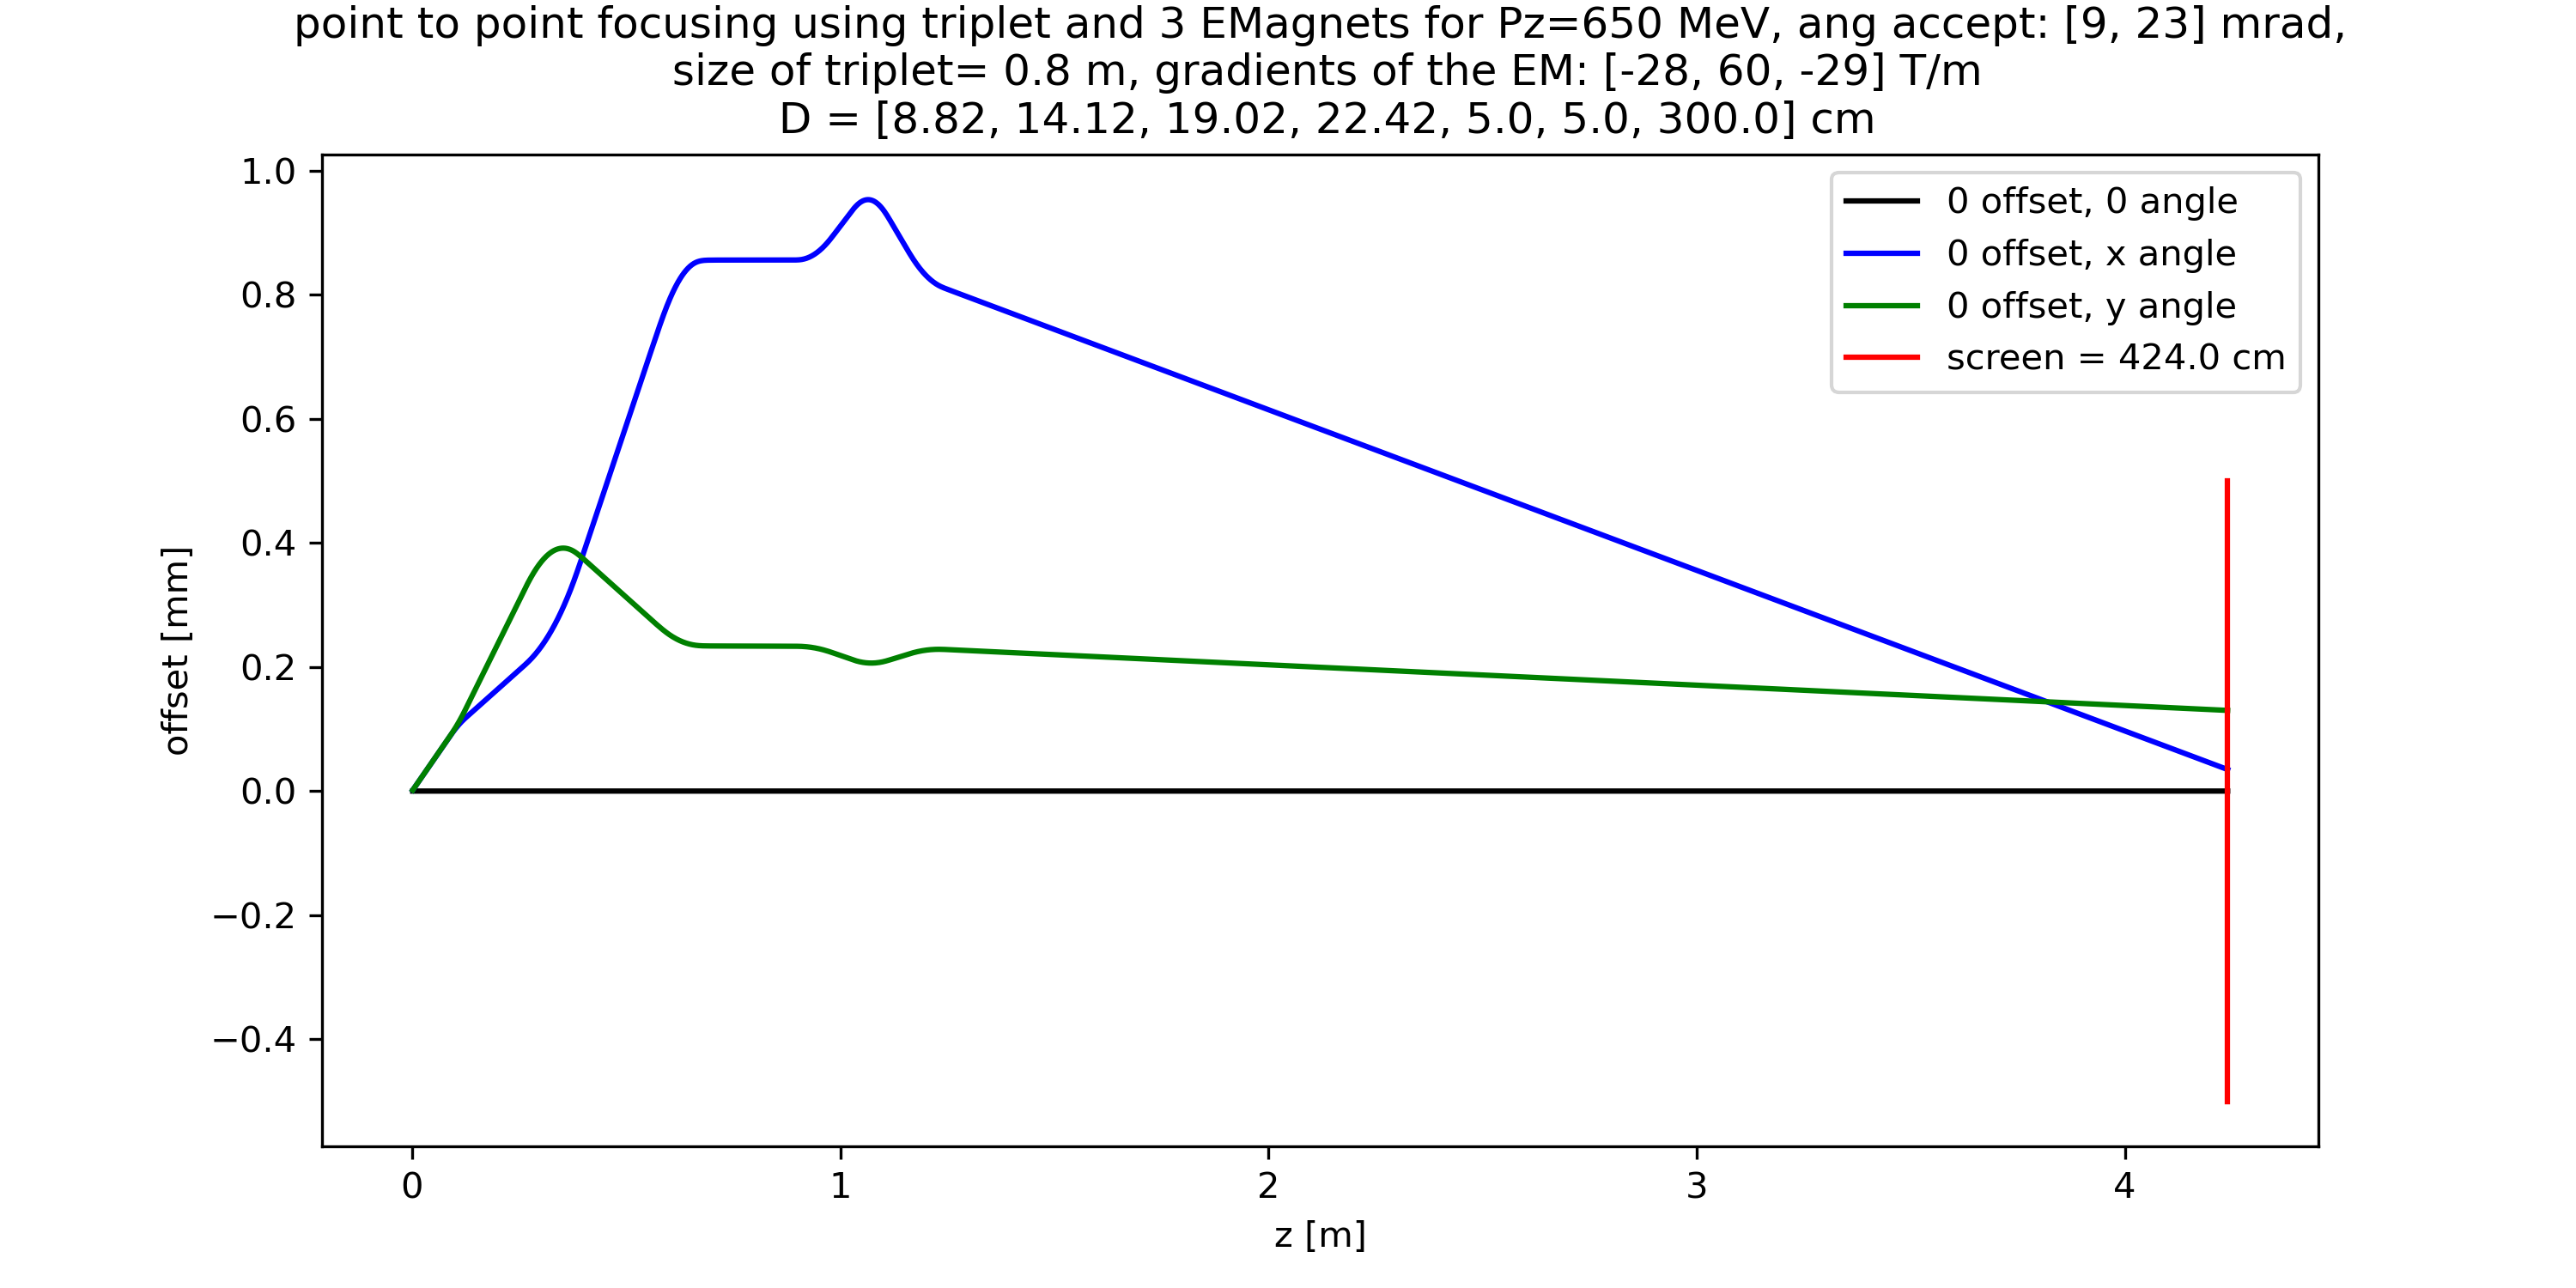 point to point focusing using triplet and 3 EMagnets for Pz=650 MeV, ang accept: [9, 23] mrad,
size of triplet= 0.8 m, gradients of the EM: [-28, 60, -29] T/m
D = [8.82, 14.12, 19.02, 22.42, 5.0, 5.0, 300.0] cm
1.0
0.8
0.6
0.4
0.2
0.0
−0.2
−0.4
offset [mm]
0 offset, 0 angle
0 offset, x angle
0 offset, y angle
screen = 424.0 cm
0 1 2 3 4
z [m]